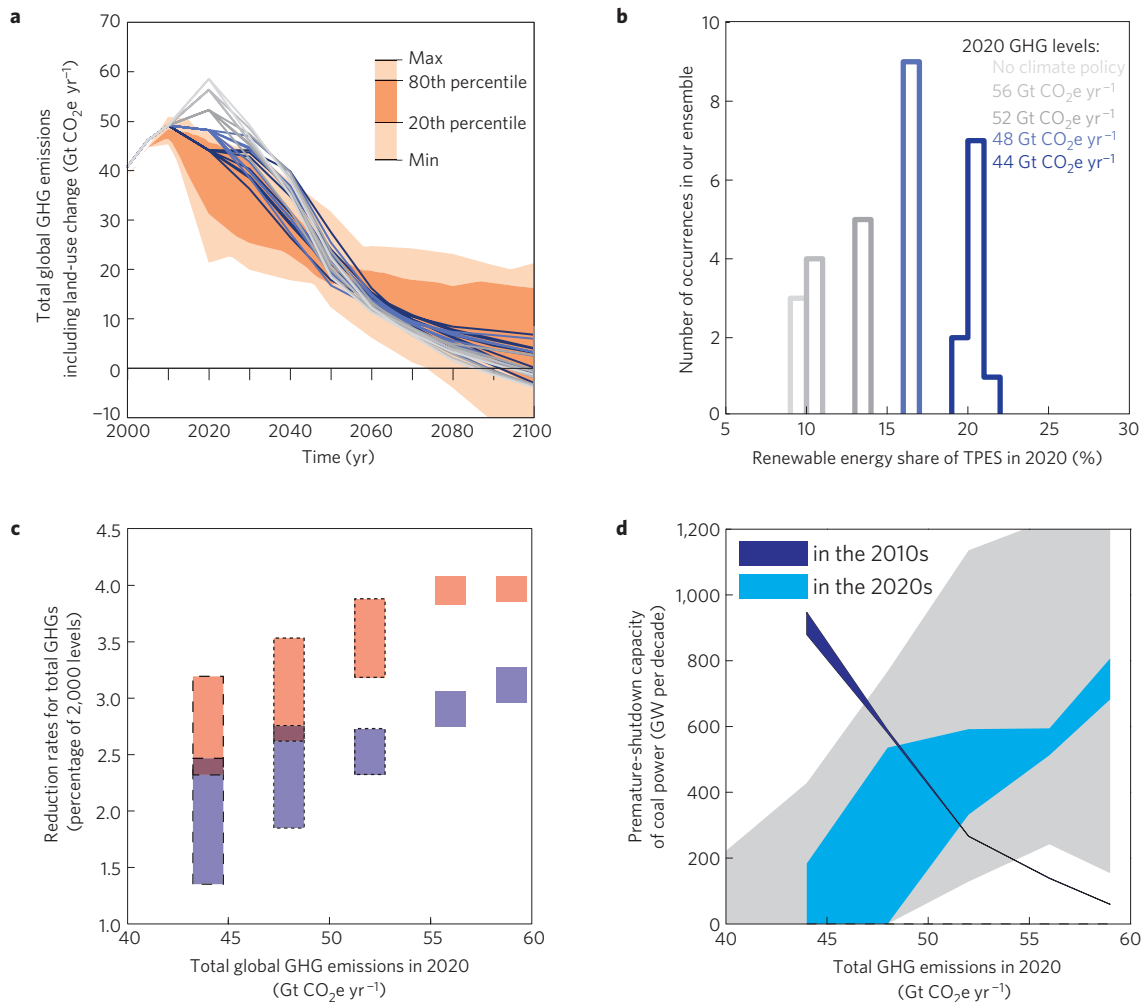 a
Total global GHG emissions
including land-use change (Gt CO₂e yr⁻¹)
70
60
50
40
30
20
10
0
−10
Max
80th percentile
20th percentile
Min
2000
2020
2040
2060
2080
2100
Time (yr)
b
Number of occurrences in our ensemble
10
8
6
4
2
0
2020 GHG levels:
No climate policy
56 Gt CO₂e yr⁻¹
52 Gt CO₂e yr⁻¹
48 Gt CO₂e yr⁻¹
44 Gt CO₂e yr⁻¹
5
10
15
20
25
30
Renewable energy share of TPES in 2020 (%)
c
Reduction rates for total GHGs
(percentage of 2,000 levels)
4.5
4.0
3.5
3.0
2.5
2.0
1.5
1.0
40
45
50
55
60
Total global GHG emissions in 2020
(Gt CO₂e yr⁻¹)
d
Premature-shutdown capacity
of coal power (GW per decade)
1,200
1,000
800
600
400
200
0
in the 2010s
in the 2020s
40
45
50
55
60
Total GHG emissions in 2020
(Gt CO₂e yr⁻¹)